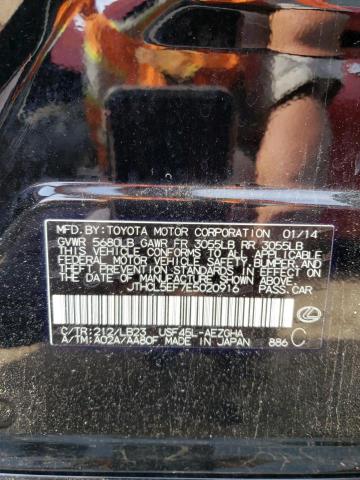 MFD. BY: TOYOTA MOTOR CORPORATION 01/14
GVWR 5680LB GAWR FR 3055LB RR 3055LB
THIS VEHICLE CONFORMS TO ALL APPLICABLE
FEDERAL MOTOR VEHICLE SAFETY, BUMPER, AND
THEFT PREVENTION STANDARDS IN EFFECT ON
THE DATE OF MANUFACTURE SHOWN ABOVE.
JTHCL5EF7E5020916 PASS. CAR
C/TR:212/LB23 USF45L-AEZGHA
A/TM:A02A/AA80F MADE IN JAPAN 886 C